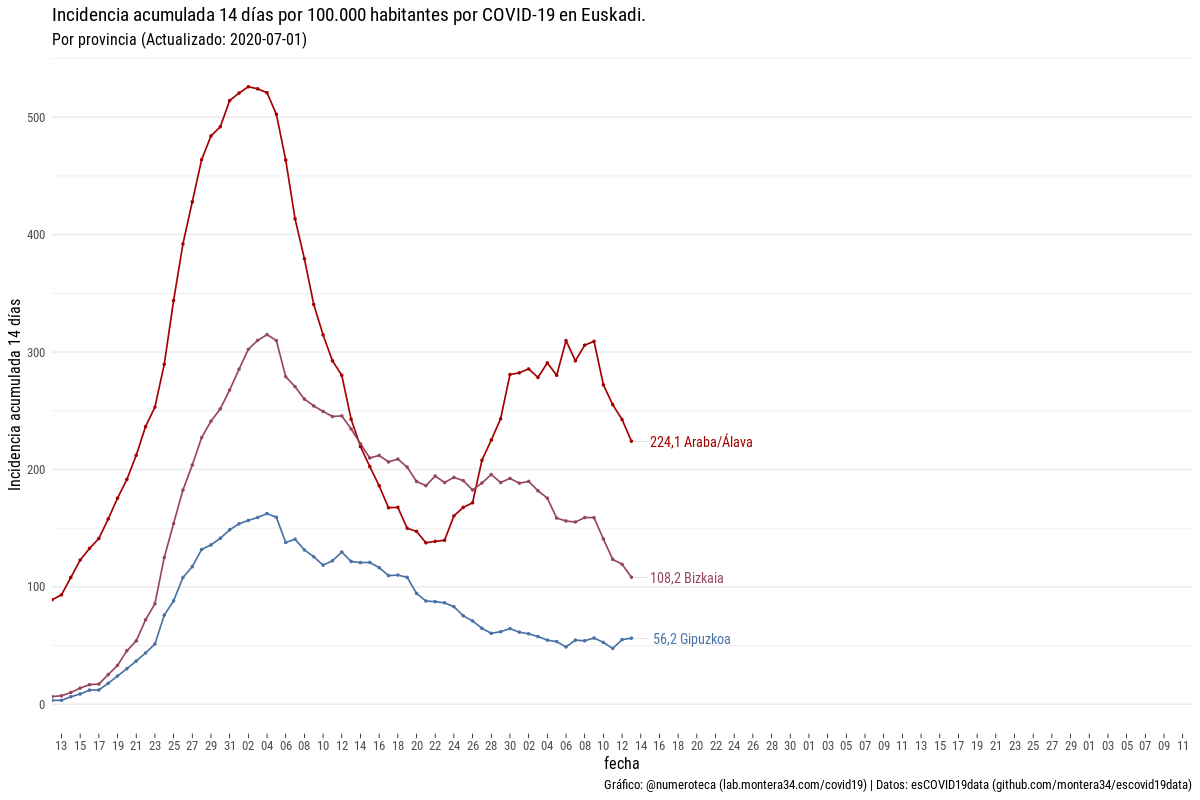 Incidencia acumulada 14 días por 100.000 habitantes por COVID-19 en Euskadi.
Por provincia (Actualizado: 2020-07-01)
Incidencia acumulada 14 días
500
400
300
200
100
0
224,1 Araba/Álava
108,2 Bizkaia
56,2 Gipuzkoa
13 15 17 19 21 23 25 27 29 31 02 04 06 08 10 12 14 16 18 20 22 24 26 28 30 02 04 06 08 10 12 14 16 18 20 22 24 26 28 30 01 03 05 07 09 11 13 15 17 19 21 23 25 27 29 01 03 05 07 09 11
fecha
Gráfico: @numeroteca (lab.montera34.com/covid19) | Datos: esCOVID19data (github.com/montera34/escovid19data)